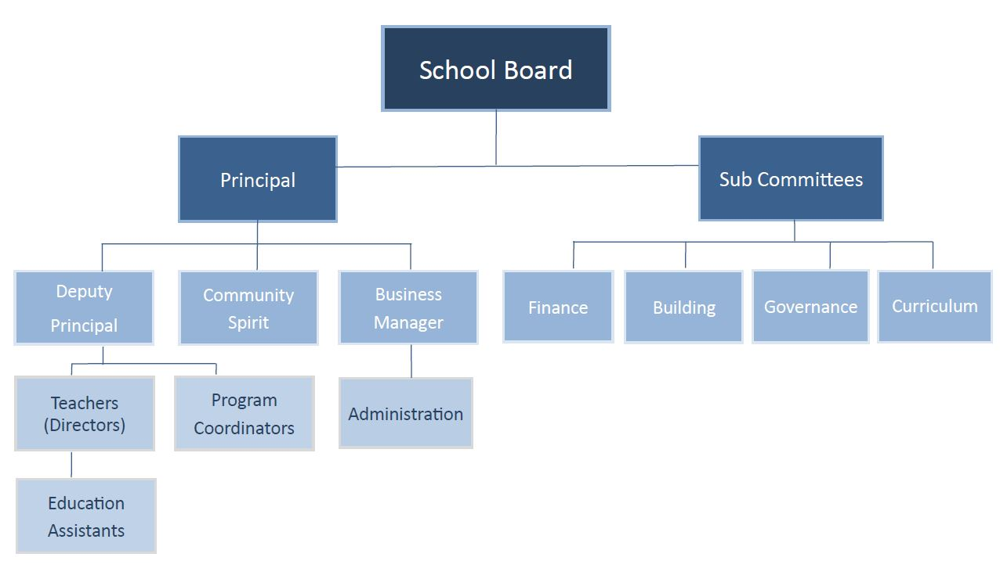 School Board
Principal
Sub Committees
Deputy
Principal
Community
Spirit
Business
Manager
Finance
Building
Governance
Curriculum
Teachers
(Directors)
Program
Coordinators
Administration
Education
Assistants